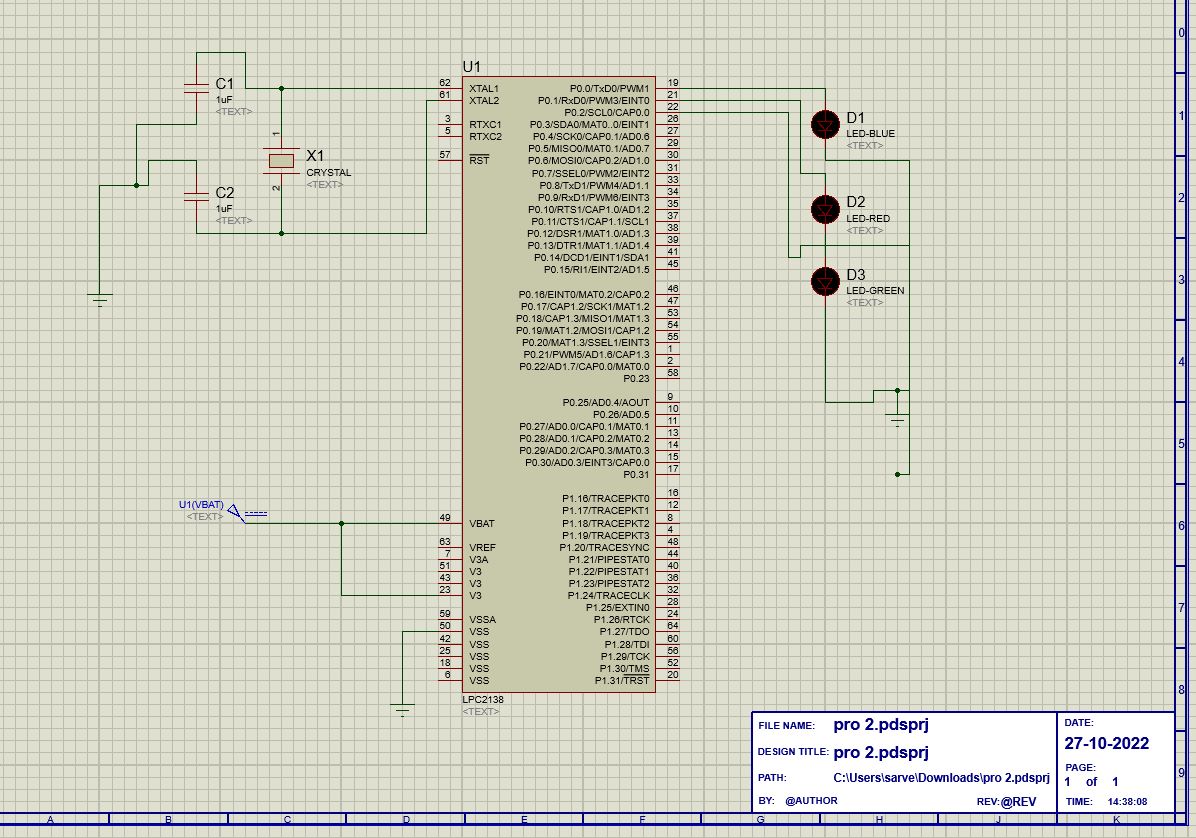 U1
C1
1uF
<TEXT>
C2
1uF
<TEXT>
1
X1
CRYSTAL
<TEXT>
2
62 XTAL1
61 XTAL2
3 RTXC1
5 RTXC2
57 RST
U1(VBAT)
<TEXT>
49 VBAT
63 VREF
7 V3A
51 V3
43 V3
23 V3
59 VSSA
50 VSS
42 VSS
25 VSS
18 VSS
6 VSS
P0.0/TxD0/PWM1 19
P0.1/RxD0/PWM3/EINT0 21
P0.2/SCL0/CAP0.0 22
P0.3/SDA0/MAT0..0/EINT1 26
P0.4/SCK0/CAP0.1/AD0.6 27
P0.5/MISO0/MAT0.1/AD0.7 29
P0.6/MOSI0/CAP0.2/AD1.0 30
P0.7/SSEL0/PWM2/EINT2 31
P0.8/TxD1/PWM4/AD1.1 33
P0.9/RxD1/PWM6/EINT3 34
P0.10/RTS1/CAP1.0/AD1.2 35
P0.11/CTS1/CAP1.1/SCL1 37
P0.12/DSR1/MAT1.0/AD1.3 38
P0.13/DTR1/MAT1.1/AD1.4 39
P0.14/DCD1/EINT1/SDA1 41
P0.15/RI1/EINT2/AD1.5 45
P0.16/EINT0/MAT0.2/CAP0.2 46
P0.17/CAP1.2/SCK1/MAT1.2 47
P0.18/CAP1.3/MISO1/MAT1.3 53
P0.19/MAT1.2/MOSI1/CAP1.2 54
P0.20/MAT1.3/SSEL1/EINT3 55
P0.21/PWM5/AD1.6/CAP1.3 1
P0.22/AD1.7/CAP0.0/MAT0.0 2
P0.23 58
P0.25/AD0.4/AOUT 9
P0.26/AD0.5 10
P0.27/AD0.0/CAP0.1/MAT0.1 11
P0.28/AD0.1/CAP0.2/MAT0.2 13
P0.29/AD0.2/CAP0.3/MAT0.3 14
P0.30/AD0.3/EINT3/CAP0.0 15
P0.31 17
P1.16/TRACEPKT0 16
P1.17/TRACEPKT1 12
P1.18/TRACEPKT2 8
P1.19/TRACEPKT3 4
P1.20/TRACESYNC 48
P1.21/PIPESTAT0 44
P1.22/PIPESTAT1 40
P1.23/PIPESTAT2 36
P1.24/TRACECLK 32
P1.25/EXTIN0 28
P1.26/RTCK 24
P1.27/TDO 64
P1.28/TDI 60
P1.29/TCK 56
P1.30/TMS 52
P1.31/TRST 20
LPC2138
<TEXT>
D1
LED-BLUE
<TEXT>
D2
LED-RED
<TEXT>
D3
LED-GREEN
<TEXT>
0
1
2
3
4
5
6
7
8
9
FILE NAME: pro 2.pdsprj
DESIGN TITLE: pro 2.pdsprj
PATH: C:\Users\sarve\Downloads\pro 2.pdsprj
BY: @AUTHOR REV:@REV
DATE:
27-10-2022
PAGE:
1 of 1
TIME: 14:38:08
A B C D E F G H J K